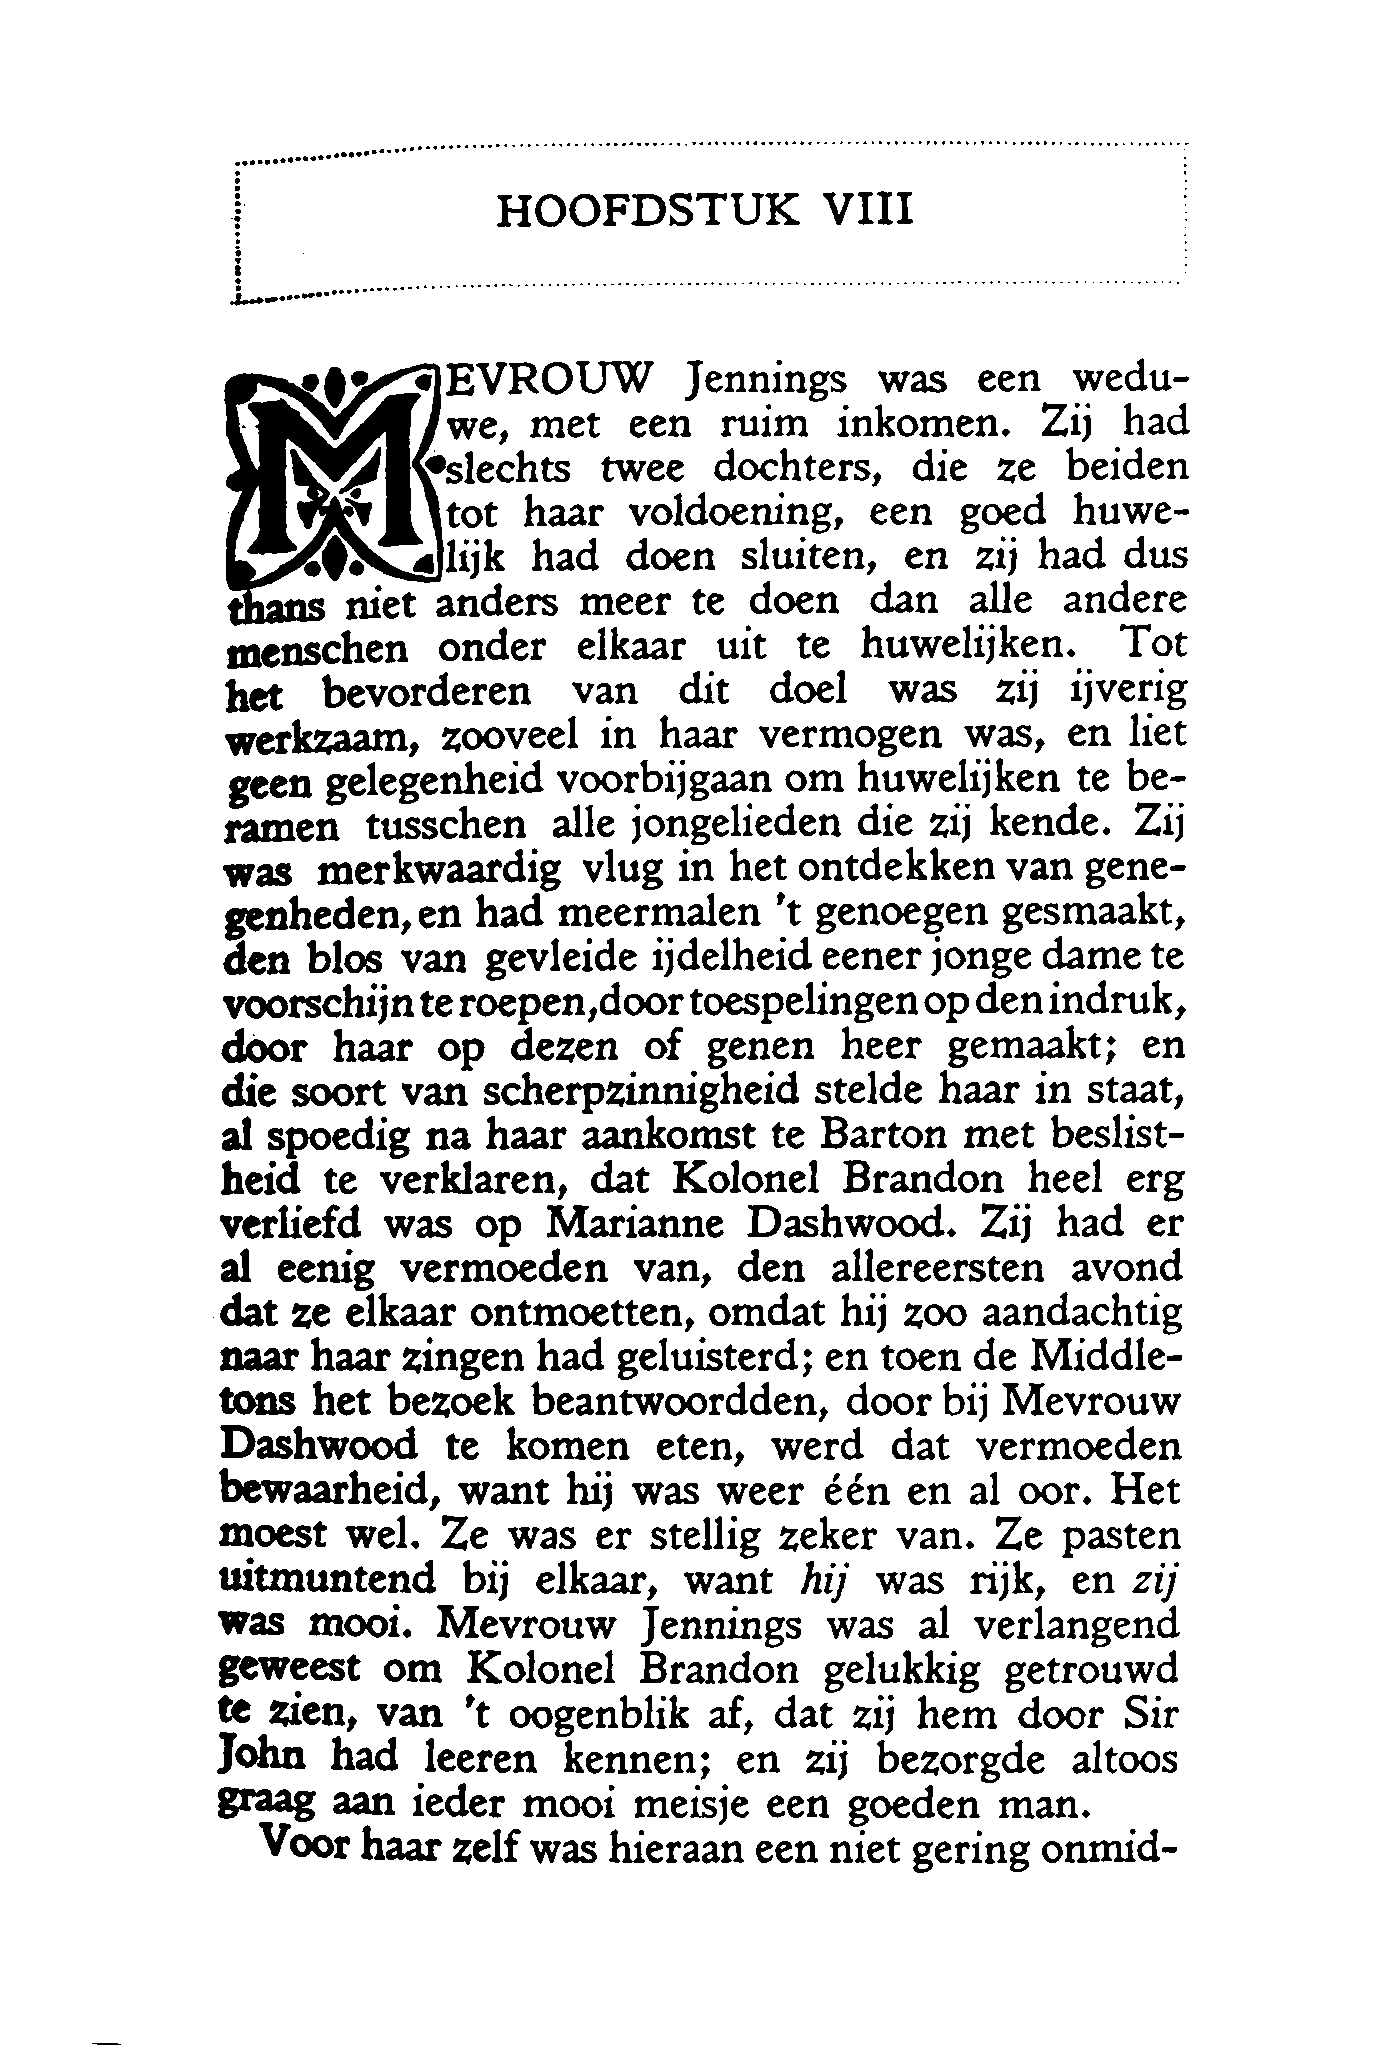 HOOFDSTUK VIII
MEVROUW Jennings was een wedu-
we, met een ruim inkomen. Zij had
slechts twee dochters, die ze beiden
tot haar voldoening, een goed huwe-
lijk had doen sluiten, en zij had dus
thans niet anders meer te doen dan alle andere
menschen onder elkaar uit te huwelijken. Tot
het bevorderen van dit doel was zij ijverig
werkzaam, zooveel in haar vermogen was, en liet
geen gelegenheid voorbijgaan om huwelijken te be-
ramen tusschen alle jongelieden die zij kende. Zij
was merkwaardig vlug in het ontdekken van gene-
genheden, en had meermalen 't genoegen gesmaakt,
den blos van gevleide ijdelheid eener jonge dame te
voorschijn te roepen, door toespelingen op den indruk,
door haar op dezen of genen heer gemaakt; en
die soort van scherpzinnigheid stelde haar in staat,
al spoedig na haar aankomst te Barton met beslist-
heid te verklaren, dat Kolonel Brandon heel erg
verliefd was op Marianne Dashwood. Zij had er
al eenig vermoeden van, den allereersten avond
dat ze elkaar ontmoetten, omdat hij zoo aandachtig
naar haar zingen had geluisterd; en toen de Middle-
tons het bezoek beantwoordden, door bij Mevrouw
Dashwood te komen eten, werd dat vermoeden
bewaarheid, want hij was weer één en al oor. Het
moest wel. Ze was er stellig zeker van. Ze pasten
uitmuntend bij elkaar, want hij was rijk, en zij
was mooi. Mevrouw Jennings was al verlangend
geweest om Kolonel Brandon gelukkig getrouwd
te zien, van 't oogenblik af, dat zij hem door Sir
John had leeren kennen; en zij bezorgde altoos
graag aan ieder mooi meisje een goeden man.
Voor haar zelf was hieraan een niet gering onmid-